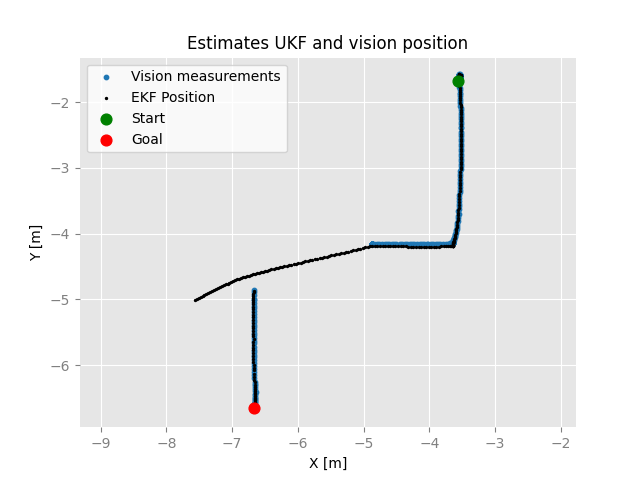 Estimates UKF and vision position
Vision measurements
EKF Position
Start
Goal
Y [m]
−2
−3
−4
−5
−6
−9 −8 −7 −6 −5 −4 −3 −2
X [m]